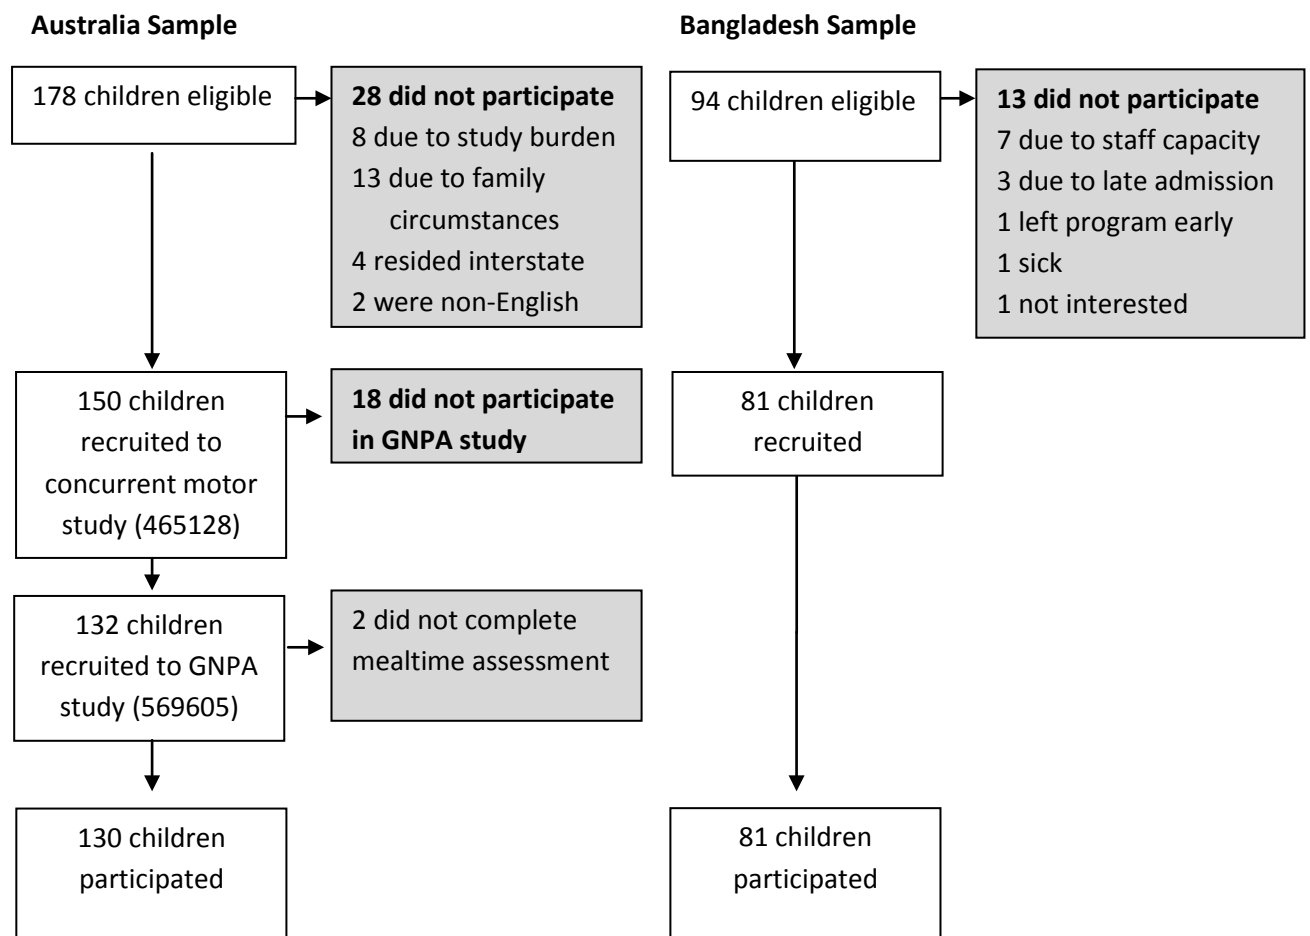 Australia Sample
178 children eligible
28 did not participate
8 due to study burden
13 due to family
circumstances
4 resided interstate
2 were non-English
150 children
recruited to
concurrent motor
study (465128)
18 did not participate
in GNPA study
132 children
recruited to GNPA
study (569605)
2 did not complete
mealtime assessment
130 children
participated
Bangladesh Sample
94 children eligible
13 did not participate
7 due to staff capacity
3 due to late admission
1 left program early
1 sick
1 not interested
81 children
recruited
81 children
participated